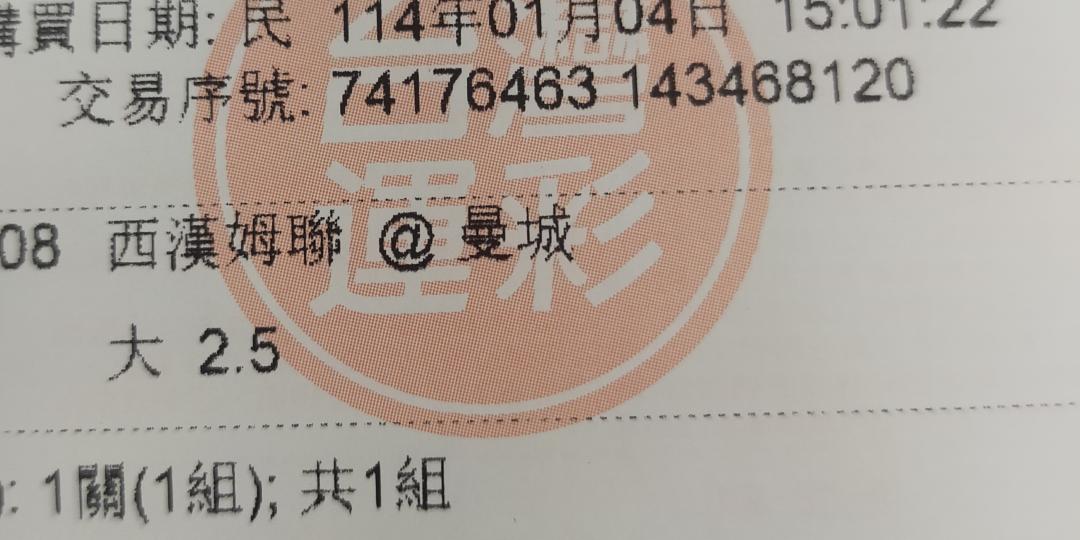 購買日期: 民 114年01月04日 15:01:22
交易序號: 74176463 143468120
台灣
運彩
08 西漢姆聯 @ 曼城
大 2.5
): 1關(1組); 共1組